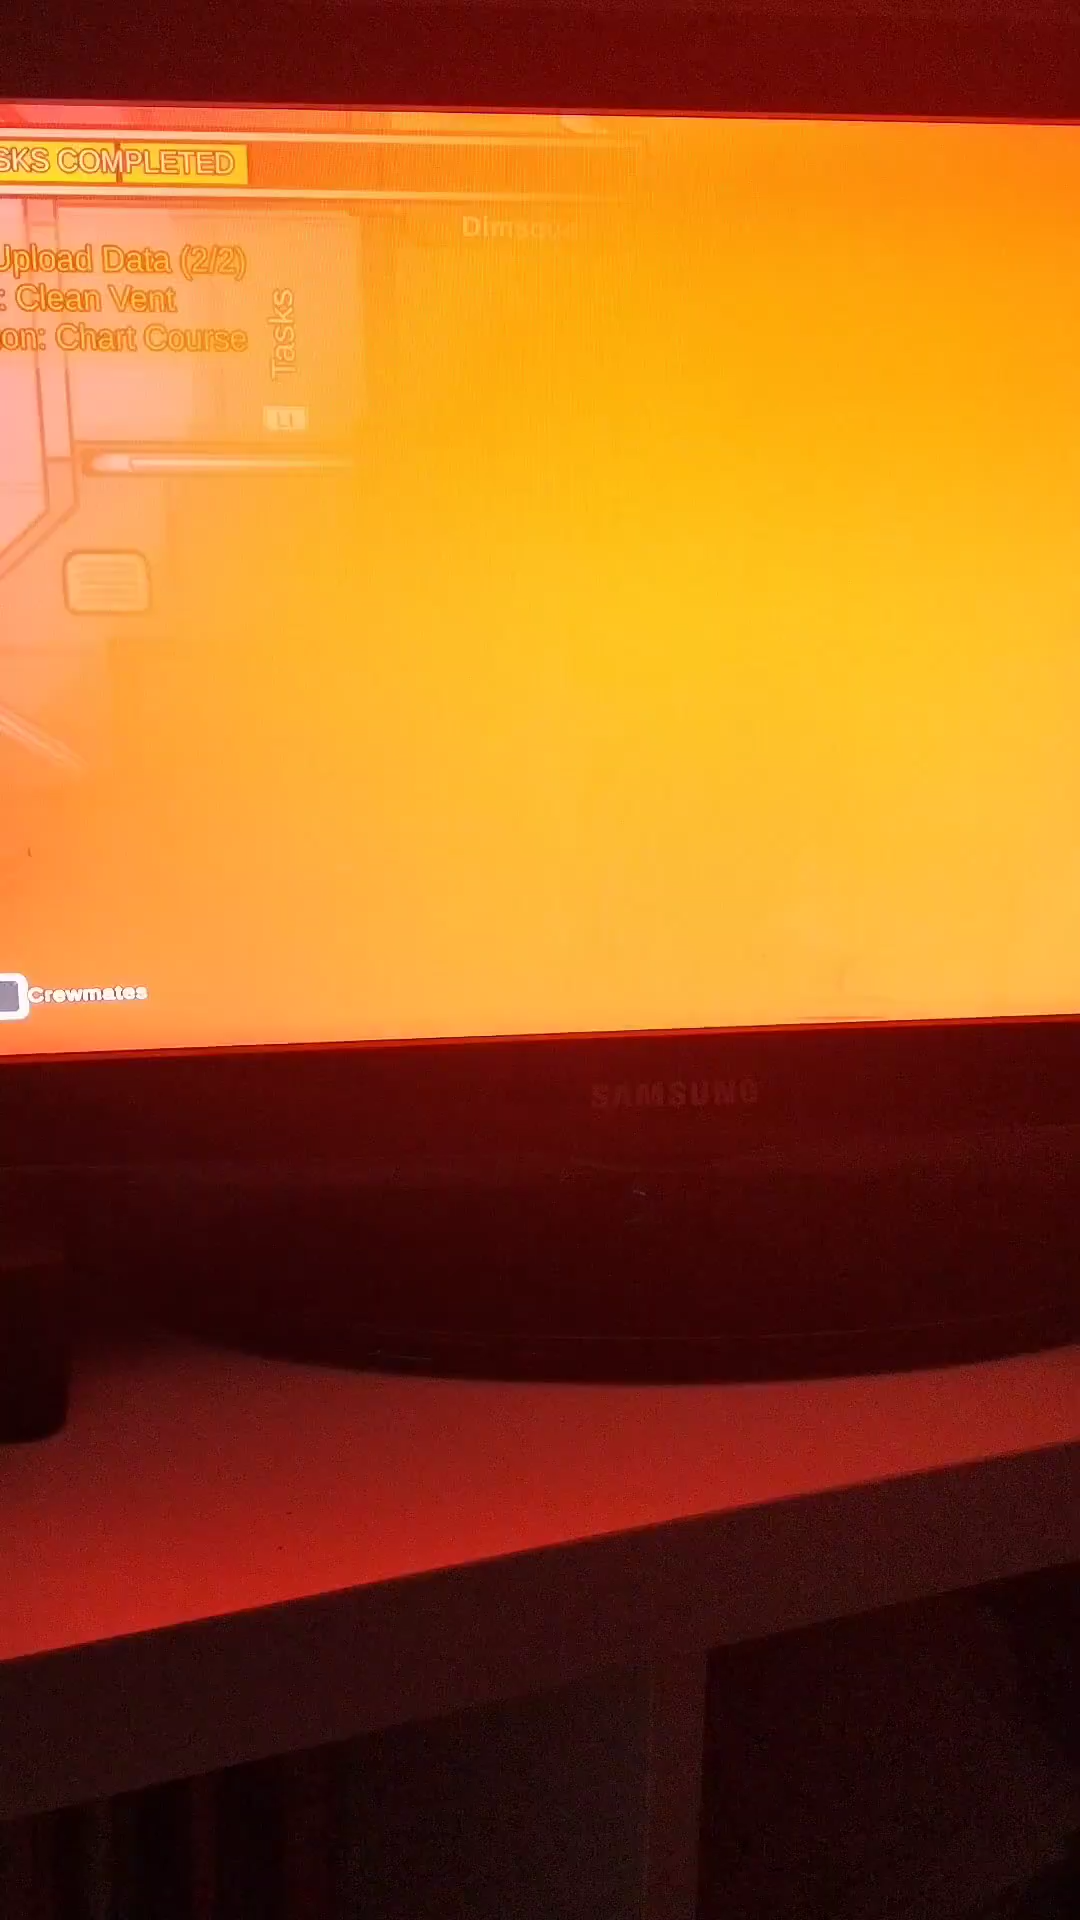 SKS COMPLETED
Upload Data (2/2)
: Clean Vent
on: Chart Course
Tasks
Crewmates
SAMSUNG